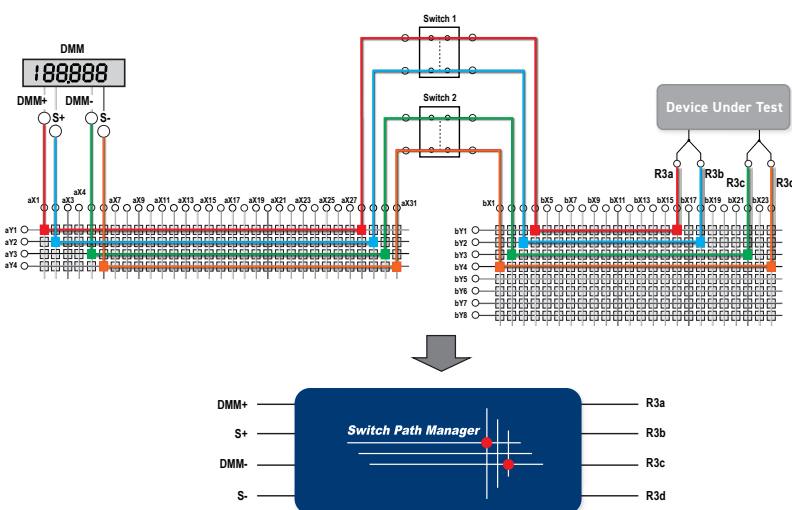 Switch 1
DMM
188.888
DMM+ DMM-
S+ S-
Switch 2
Device Under Test
R3a R3b R3c R3d
aX1 aX3 aX4 aX7 aX9 aX11 aX13 aX15 aX17 aX19 aX21 aX23 aX25 aX27 aX31
bX1 bX5 bX7 bX9 bX11 bX13 bX15 bX17 bX19 bX21 bX23
aY1
aY2
aY3
aY4
bY1
bY2
bY3
bY4
bY5
bY6
bY7
bY8
DMM+
S+
DMM-
S-
Switch Path Manager
R3a
R3b
R3c
R3d